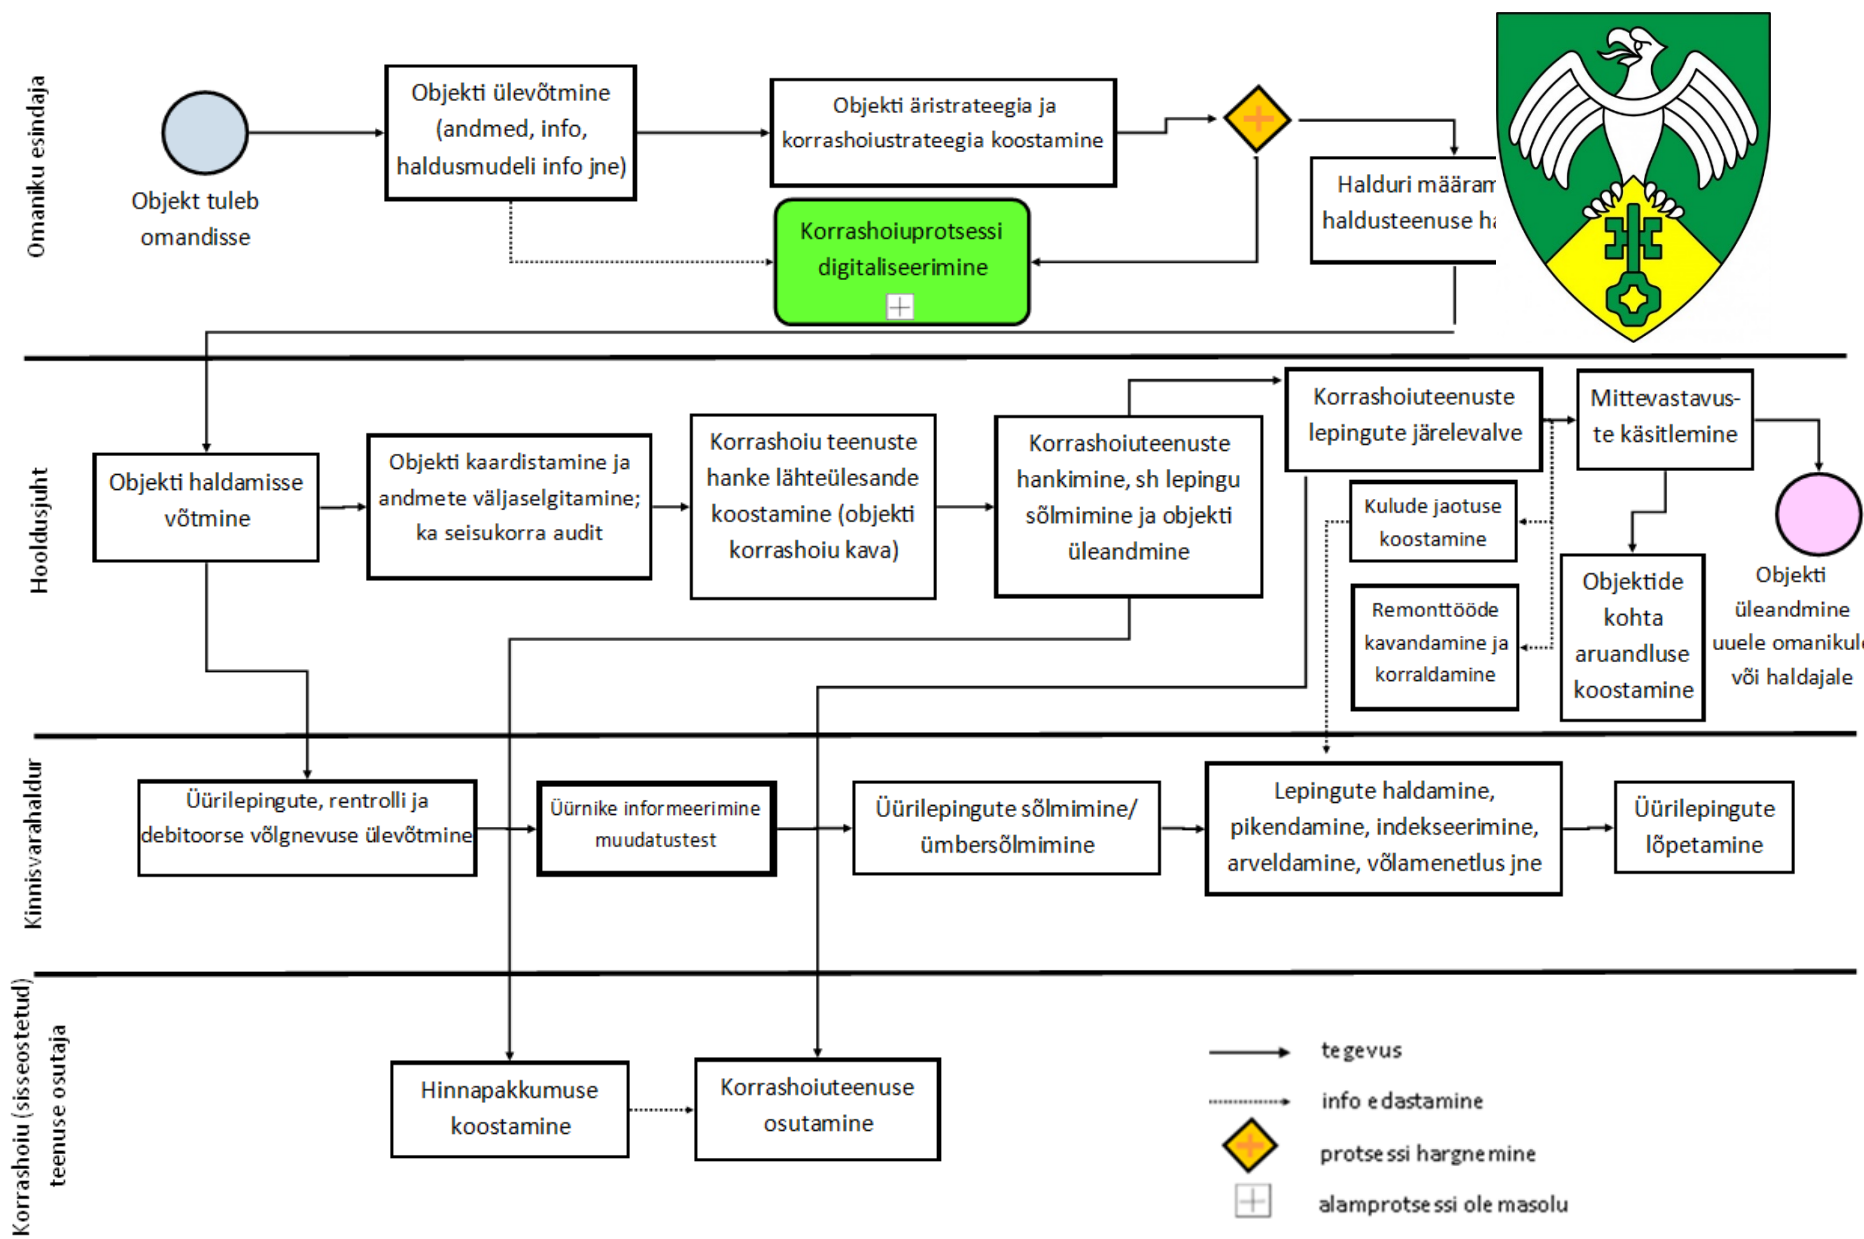 Omaniku esindaja
Objekt tuleb
omandisse
Objekti ülevõtmine
(andmed, info,
haldusmudeli info jne)
Objekti äristrateegia ja
korrashoiustrateegia koostamine
Korrashoiuprotsessi
digitaliseerimine
Halduri määram
haldusteenuse ha
Hooldusjuht
Objekti haldamisse
võtmine
Objekti kaardistamine ja
andmete väljaselgitamine;
ka seisukorra audit
Korrashoiu teenuste
hanke lähteülesande
koostamine (objekti
korrashoiu kava)
Korrashoiuteenuste
hankimine, sh lepingu
sõlmimine ja objekti
üleandmine
Korrashoiuteenuste
lepingute järelevalve
Kulude jaotuse
koostamine
Remonttööde
kavandamine ja
korraldamine
Mittevastavus-
te käsitlemine
Objektide
kohta
aruandluse
koostamine
Objekti
üleandmine
uuele omanikule
või haldajale
Kinnisvarahaldur
Üürilepingute, rentrolli ja
debitoorse võlgnevuse ülevõtmine
Üürnike informeerimine
muudatustest
Üürilepingute sõlmimine/
ümbersõlmimine
Lepingute haldamine,
pikendamine, indekseerimine,
arveldamine, võlamenetlus jne
Üürilepingute
lõpetamine
Korrashoiu (sisseostetud)
teenuse osutaja
Hinnapakkumuse
koostamine
Korrashoiuteenuse
osutamine
tegevus
info edastamine
protsessi hargnemine
alamprotsessi ole masolu